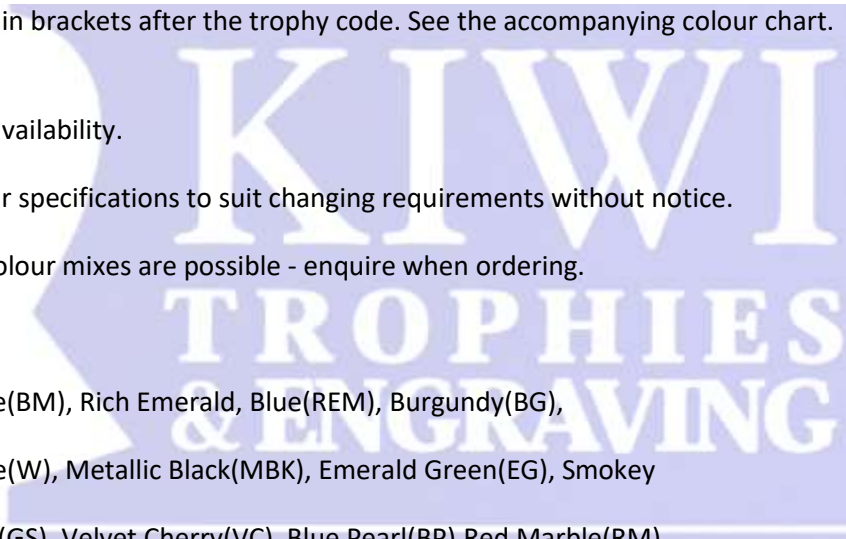 in brackets after the trophy code. See the accompanying colour chart.
KIWI
vailability.
r specifications to suit changing requirements without notice.
olour mixes are possible - enquire when ordering.
TROPHIES
e(BM), Rich Emerald, Blue(REM), Burgundy(BG),
& ENGRAVING
e(W), Metallic Black(MBK), Emerald Green(EG), Smokey
(GS), Velvet Cherry(VC), Blue Pearl(BP) Red Marble(RM)